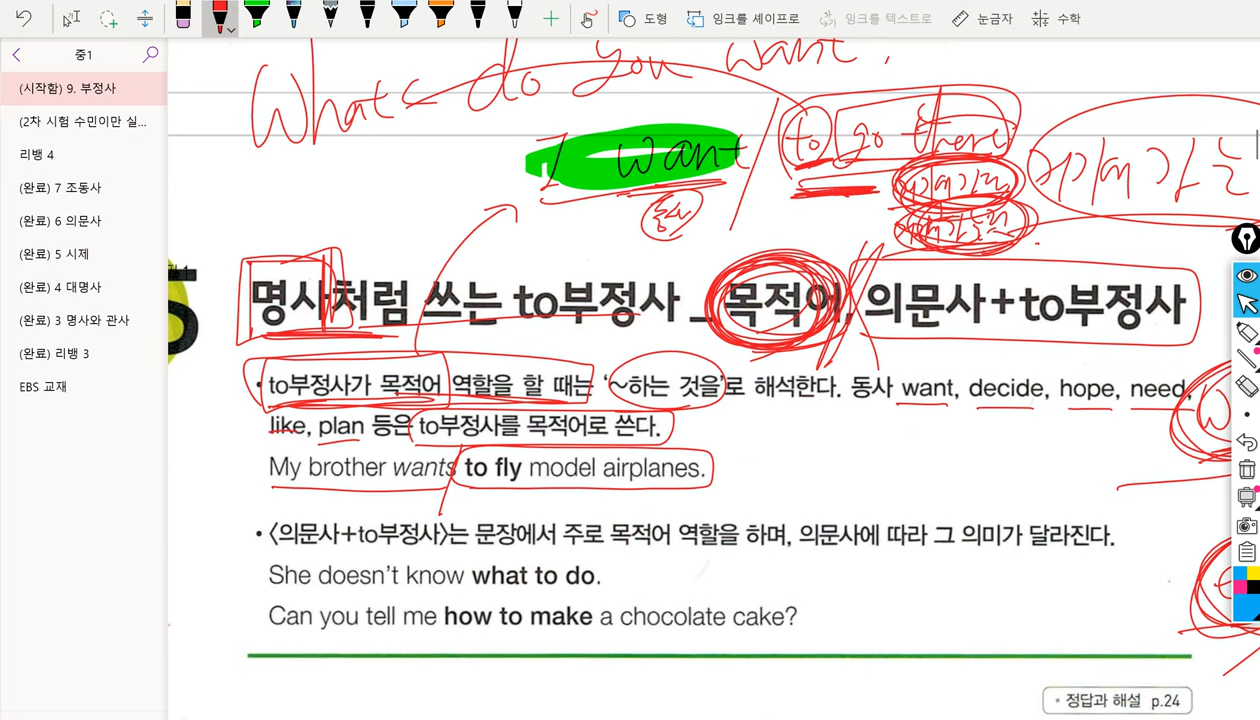 도형
잉크를 셰이프로
잉크를 텍스트로
눈금자
수학
중1
(시작함) 9. 부정사
(2차 시험 수민이만 실...
리뱅 4
(완료) 7 조동사
(완료) 6 의문사
(완료) 5 시제
(완료) 4 대명사
(완료) 3 명사와 관사
(완료) 리뱅 3
EBS 교재
What do you want.
I want / to go there
여기에 가는
동사
명사처럼 쓰는 to부정사 _ 목적어, 의문사+to부정사
• to부정사가 목적어 역할을 할 때는 '~하는 것을'로 해석한다. 동사 want, decide, hope, need,
like, plan 등은 to부정사를 목적어로 쓴다.
My brother wants to fly model airplanes.
• 〈의문사+to부정사〉는 문장에서 주로 목적어 역할을 하며, 의문사에 따라 그 의미가 달라진다.
She doesn't know what to do.
Can you tell me how to make a chocolate cake?
• 정답과 해설 p.24